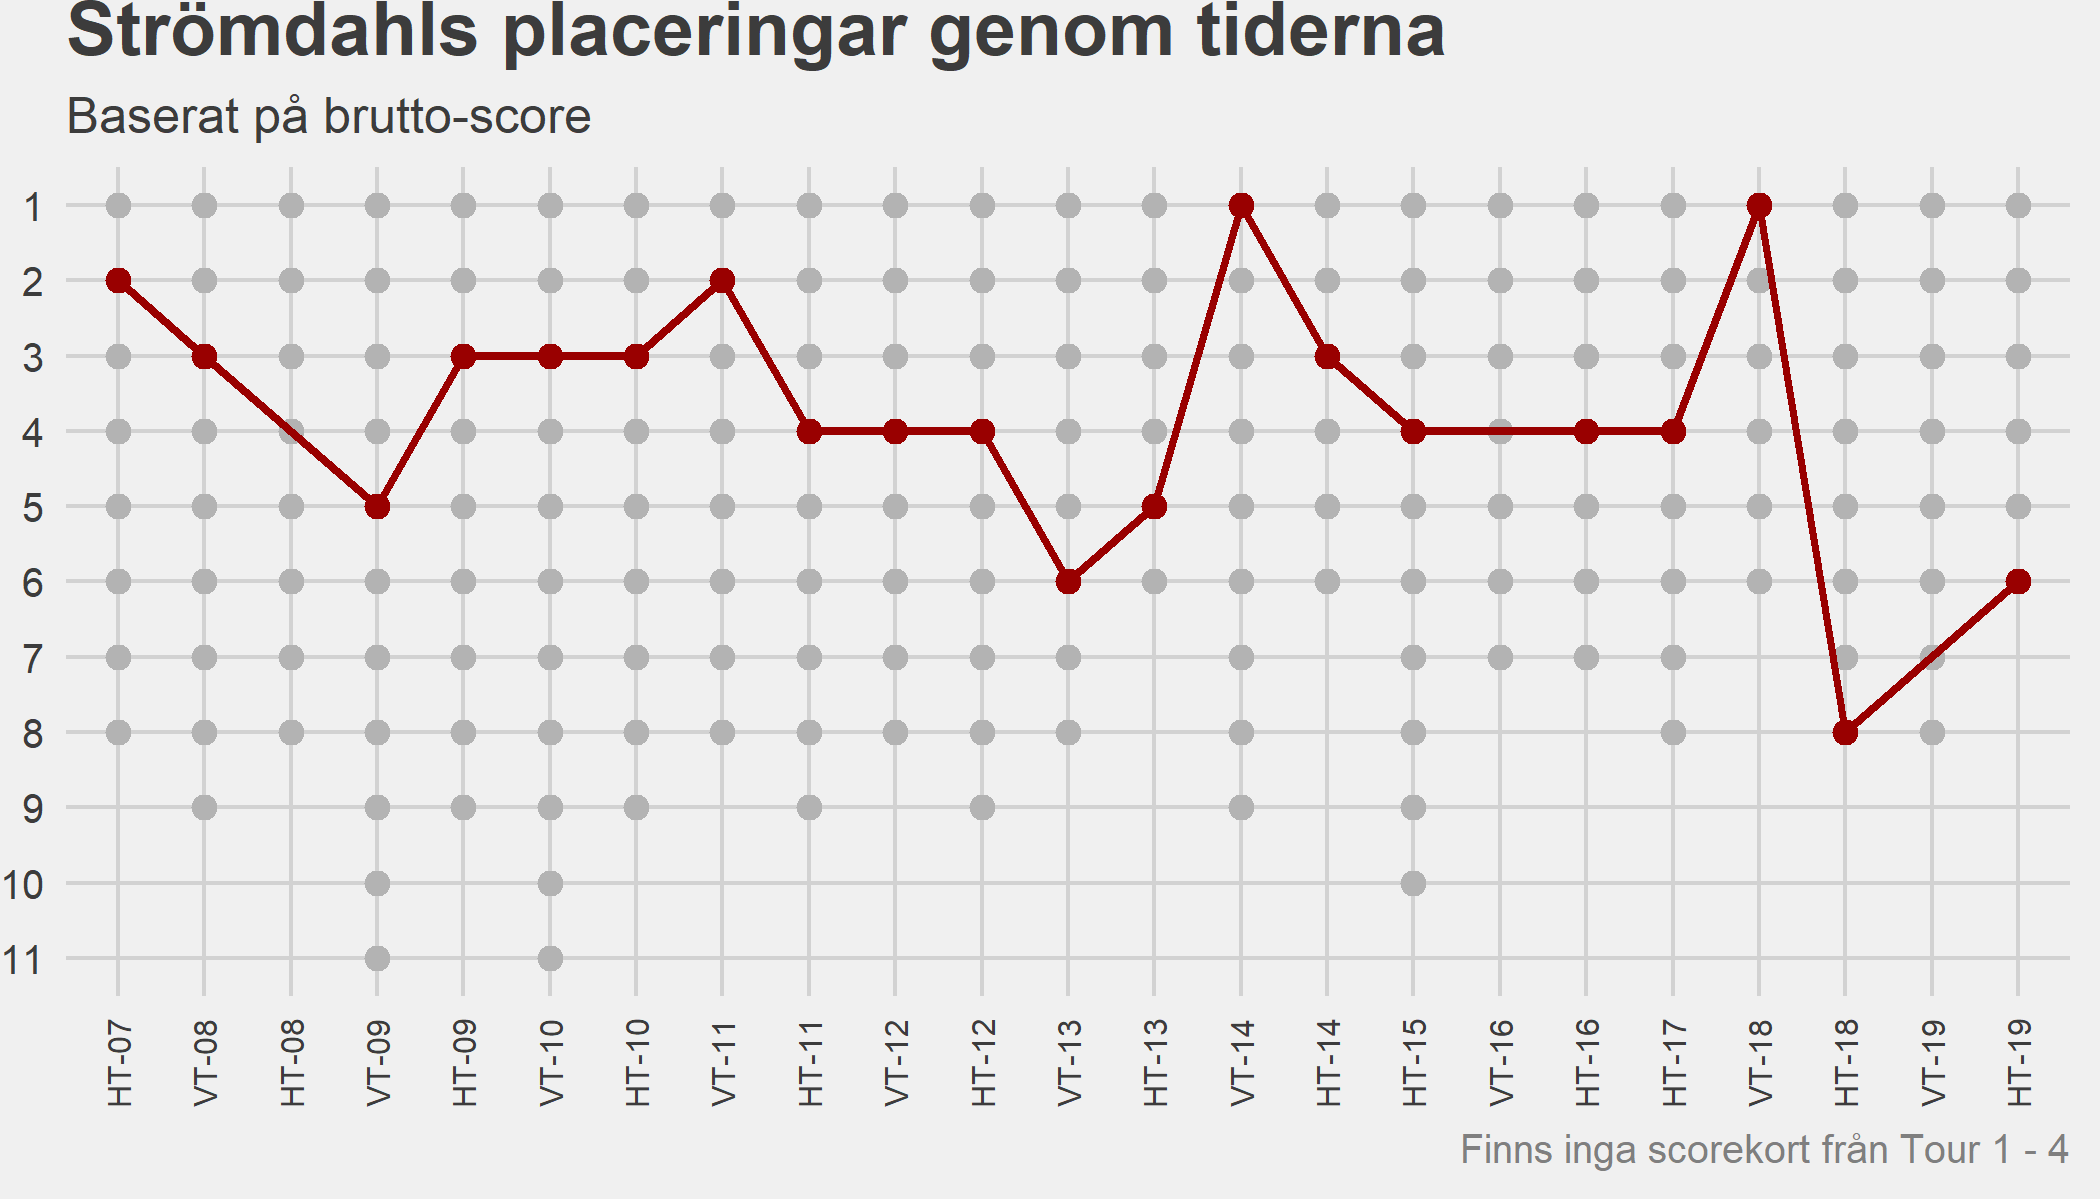 Strömdahls placeringar genom tiderna
Baserat på brutto-score
1
2
3
4
5
6
7
8
9
10
11
HT-07
VT-08
HT-08
VT-09
HT-09
VT-10
HT-10
VT-11
HT-11
VT-12
HT-12
VT-13
HT-13
VT-14
HT-14
HT-15
VT-16
HT-16
HT-17
VT-18
HT-18
VT-19
HT-19
Finns inga scorekort från Tour 1 - 4